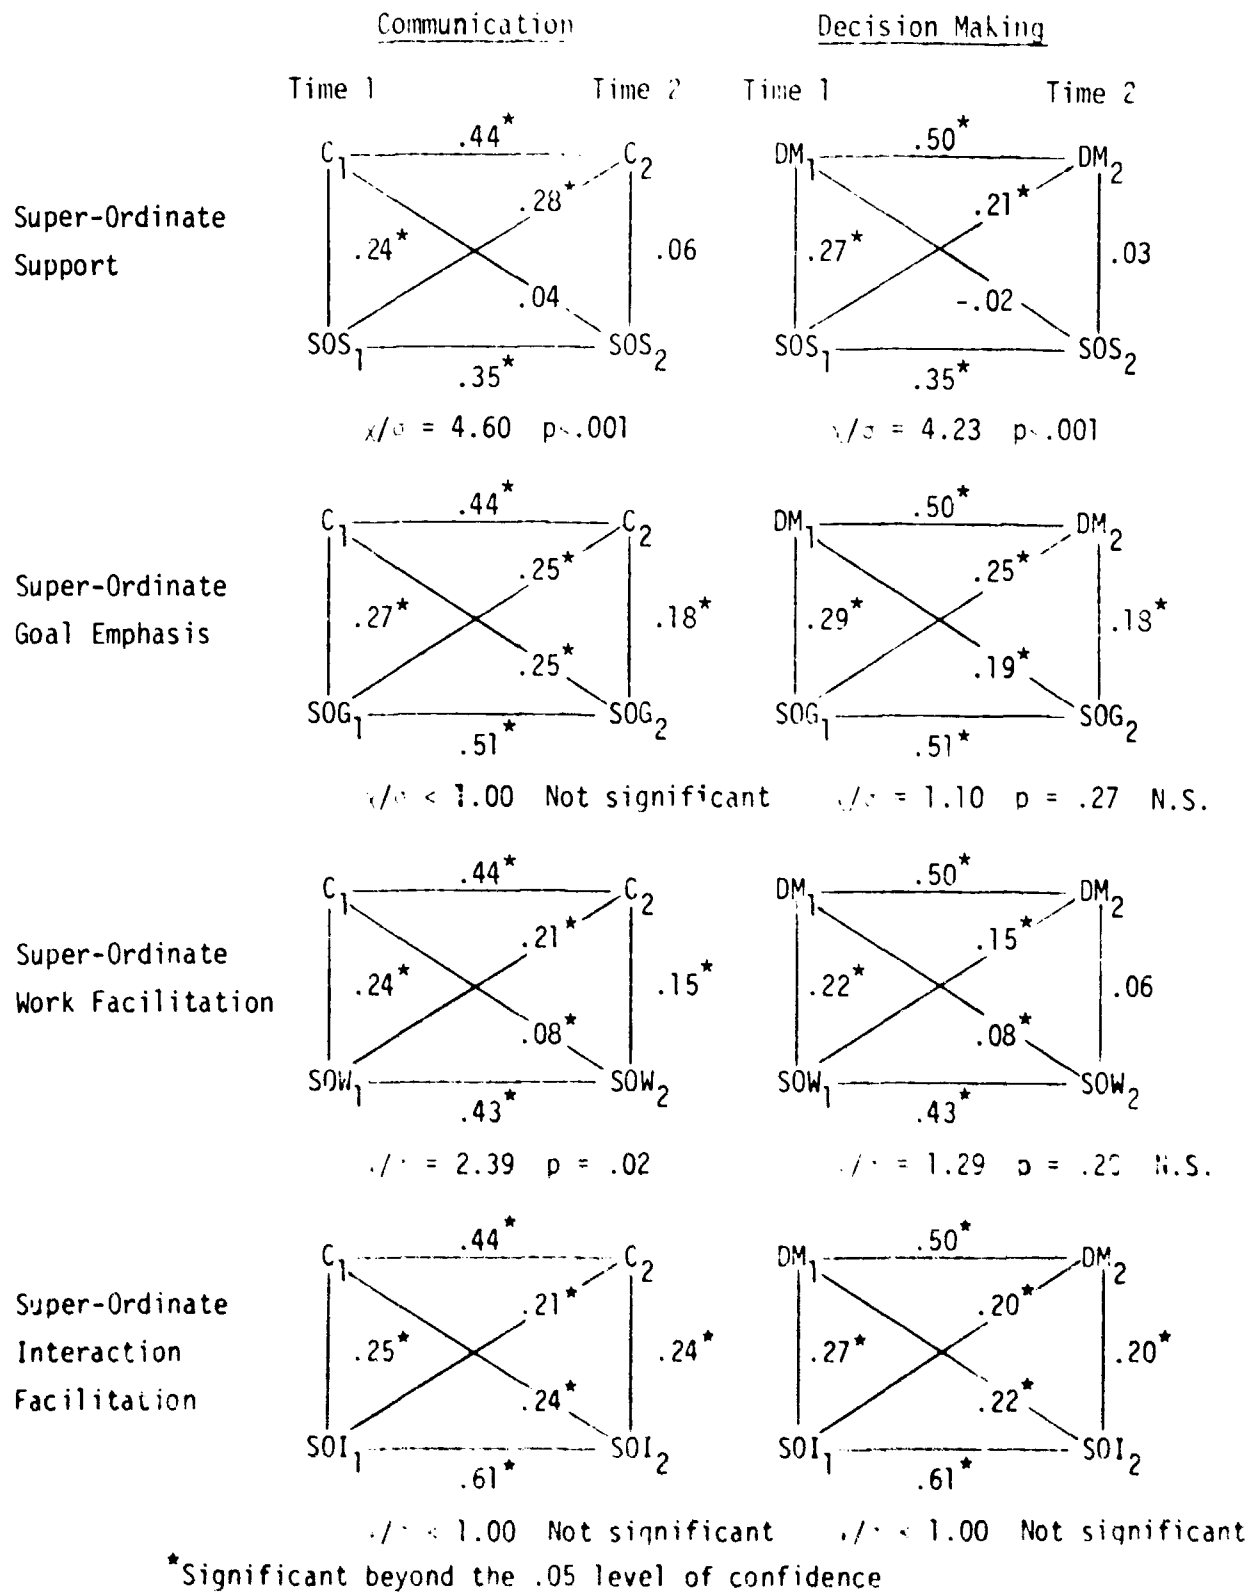 Communication Decision Making
Time 1 Time 2 Time 1 Time 2
.44* .50*
C1 C2 DM1 DM2
.28* .21*
Super-Ordinate
.24* .06 .27* .03
Support
.04 -.02
SOS1 SOS2 SOS1 SOS2
.35* .35*
= 4.60 p<.001 = 4.23 p<.001
.44* .50*
C1 C2 DM1 DM2
.25* .25*
Super-Ordinate
Goal Emphasis .27* .18* .29* .18*
.25* .19*
SOG1 SOG2 SOG1 SOG2
.51* .51*
< 1.00 Not significant = 1.10 p = .27 N.S.
.44* .50*
C1 C2 DM1 DM2
.21* .15*
Super-Ordinate
Work Facilitation .24* .15* .22* .06
.08* .08*
SOW1 SOW2 SOW1 SOW2
.43* .43*
= 2.39 p = .02 = 1.29 p = N.S.
.44* .50*
C1 C2 DM1 DM2
Super-Ordinate .21* .20*
Interaction .25* .24* .27* .20*
Facilitation .24* .22*
SOI1 SOI2 SOI1 SOI2
.61* .61*
< 1.00 Not significant < 1.00 Not significant
*Significant beyond the .05 level of confidence